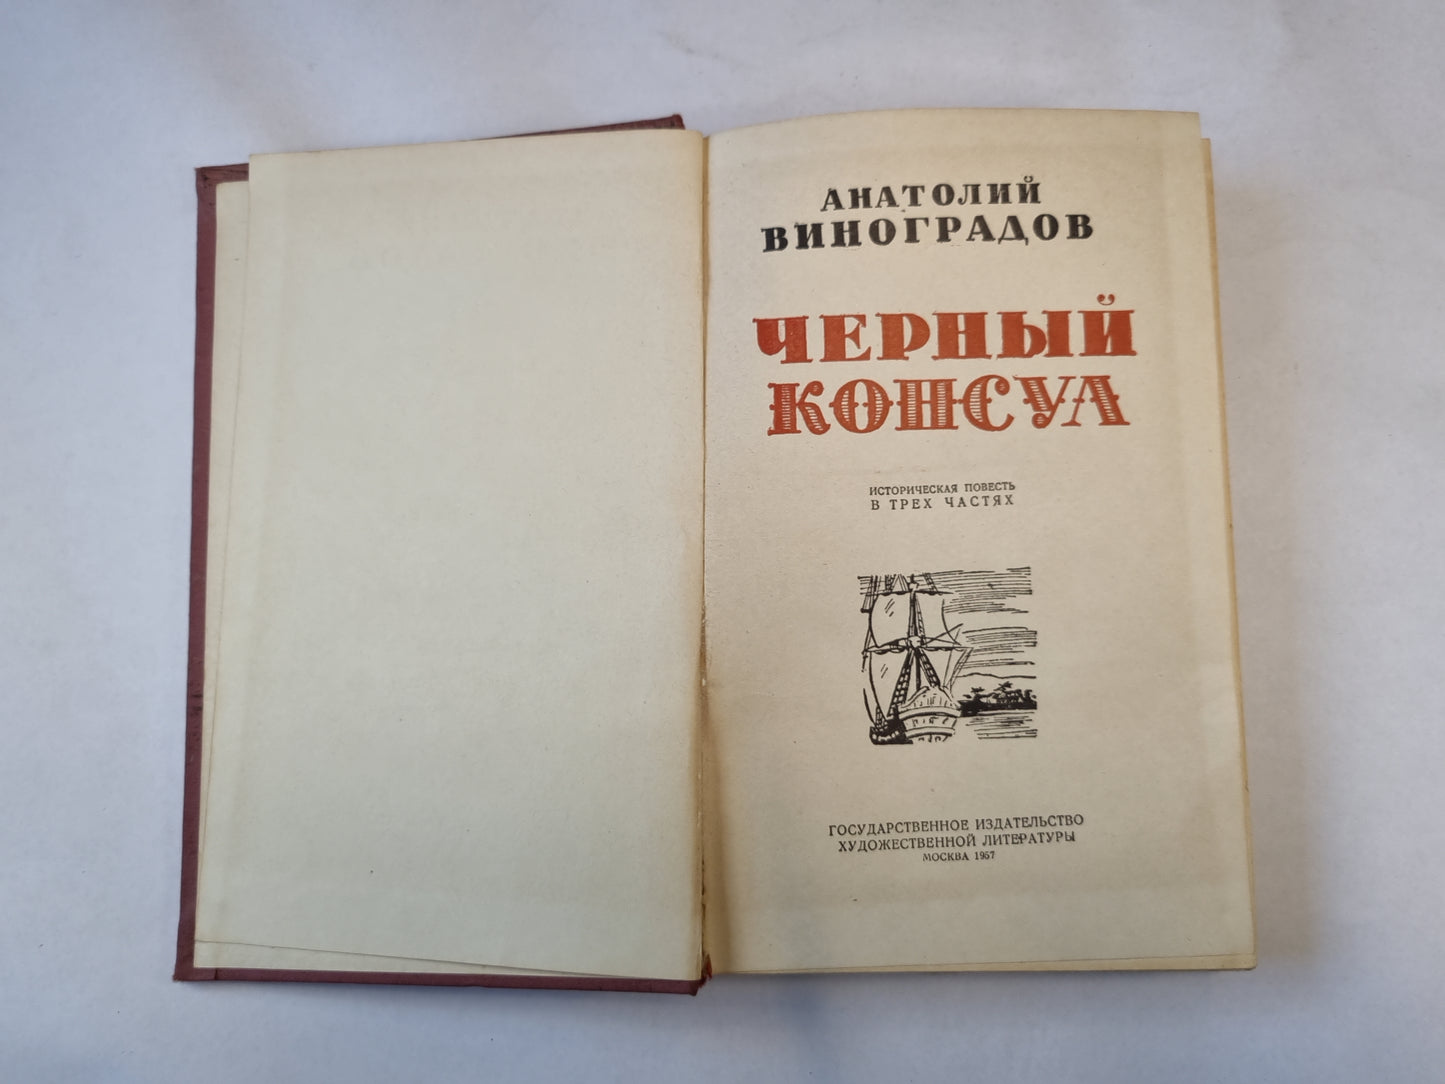 АНАТОЛИЙ
ВИНОГРАДОВ
ЧЕРНЫЙ
КОНСУЛ
ИСТОРИЧЕСКАЯ ПОВЕСТЬ
В ТРЕХ ЧАСТЯХ
ГОСУДАРСТВЕННОЕ ИЗДАТЕЛЬСТВО
ХУДОЖЕСТВЕННОЙ ЛИТЕРАТУРЫ
МОСКВА 1957